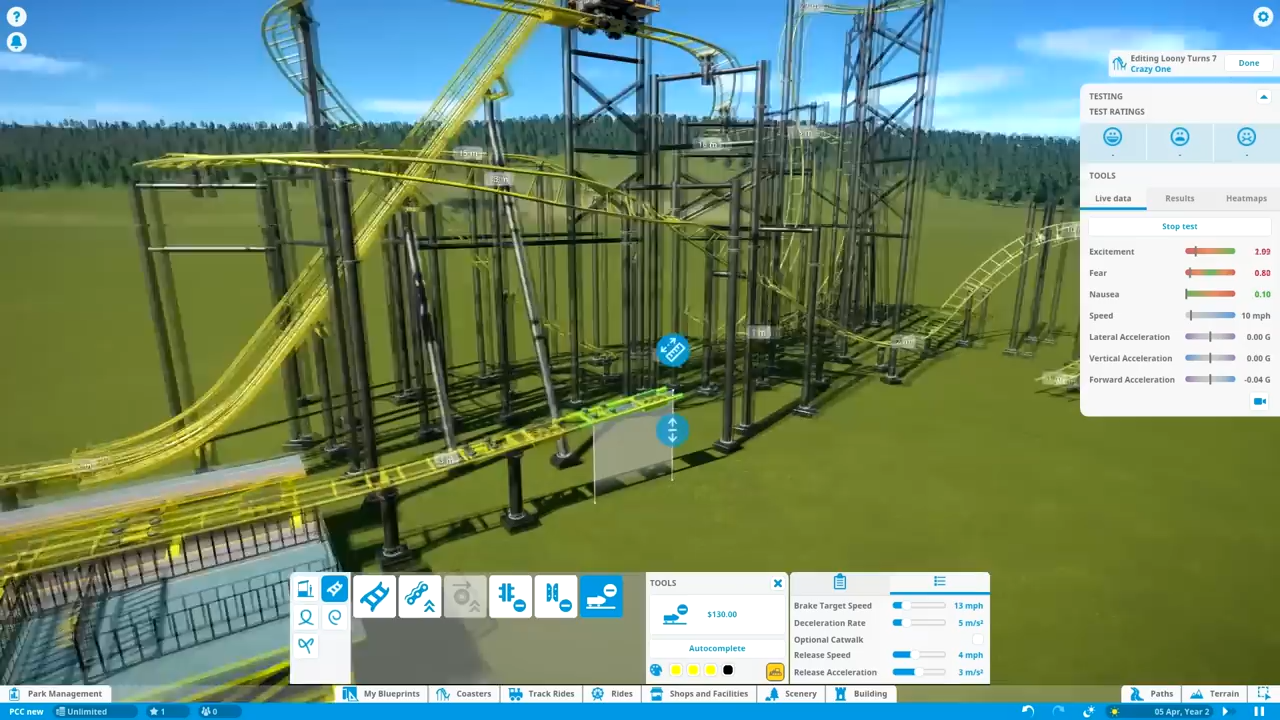 ?
Editing Loony Turns 7
Crazy One
Done
TESTING
TEST RATINGS
-
-
-
TOOLS
Live data
Results
Heatmaps
Stop test
Excitement
2.09
Fear
0.80
Nausea
0.10
Speed
10 mph
Lateral Acceleration
0.00 G
Vertical Acceleration
0.00 G
Forward Acceleration
-0.04 G
15 m
1 m
TOOLS
$130.00
Autocomplete
Brake Target Speed
13 mph
Deceleration Rate
5 m/s²
Optional Catwalk
Release Speed
4 mph
Release Acceleration
3 m/s²
Park Management
My Blueprints
Coasters
Track Rides
Rides
Shops and Facilities
Scenery
Building
Paths
Terrain
PCC new
Unlimited
1
0
05 Apr, Year 2